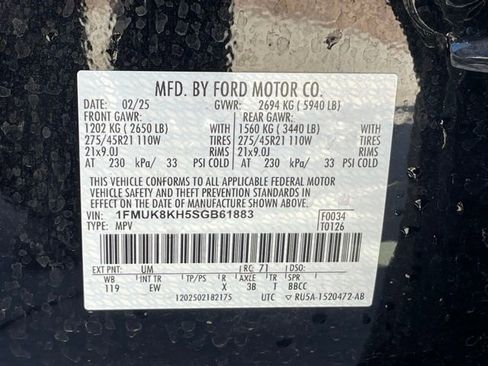 MFD. BY FORD MOTOR CO.
DATE: 02/25 GVWR: 2694 KG ( 5940 LB)
FRONT GAWR: REAR GAWR:
1202 KG ( 2650 LB) WITH 1560 KG ( 3440 LB) WITH
275/45R21 110W TIRES 275/45R21 110W TIRES
21x9.0J RIMS 21x9.0J RIMS
AT 230 kPa/ 33 PSI COLD AT 230 kPa/ 33 PSI COLD
THIS VEHICLE CONFORMS TO ALL APPLICABLE FEDERAL MOTOR
VEHICLE SAFETY AND THEFT PREVENTION STANDARDS IN
EFFECT ON THE DATE OF MANUFACTURE SHOWN ABOVE.
VIN: 1FMUK8KH5SGB61883 F0034
TYPE: MPV T0126
EXT PNT: UM RC: 71 DSO:
WB INT TR TP/PS R AXLE TR SPR
119 EW X 3B T BBCC
1202502182175 UTC RU5A-1520472-AB